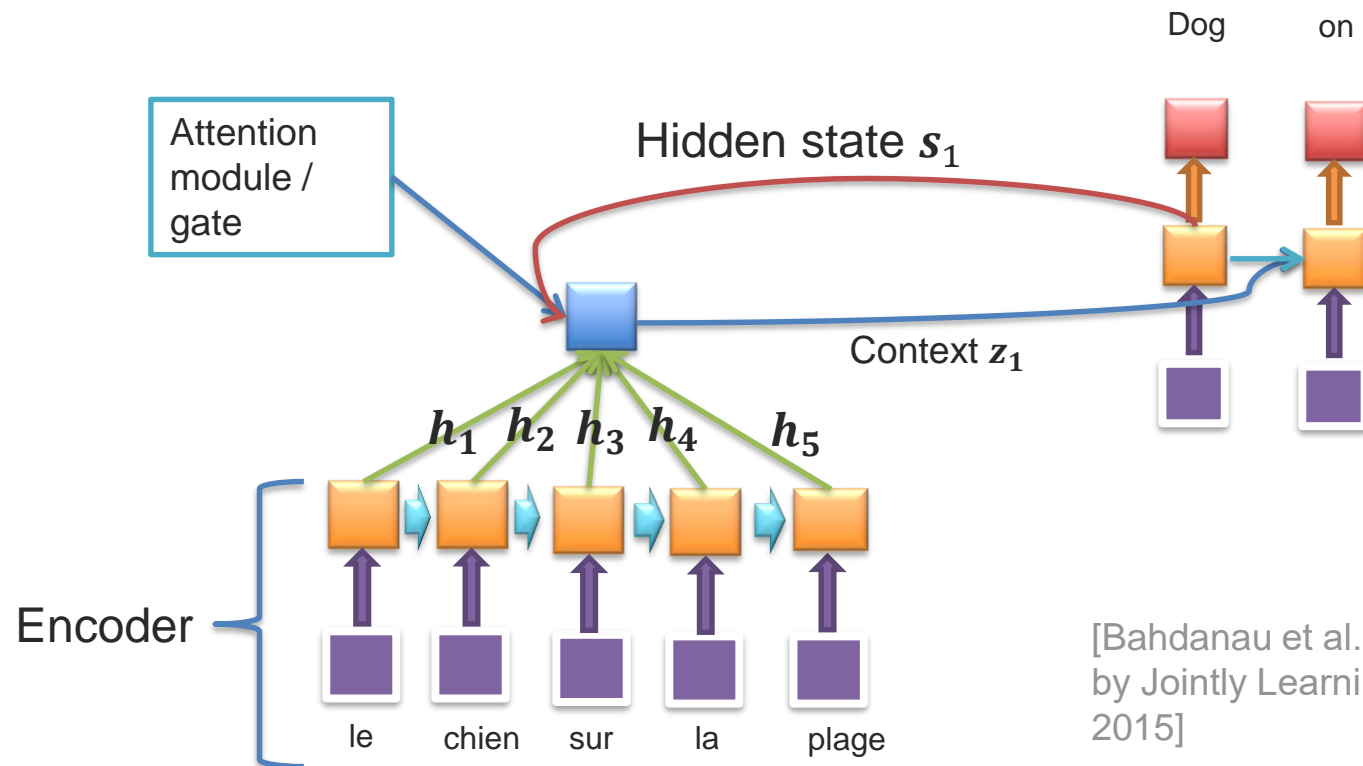 Dog on
Attention
module /
gate
Hidden state s₁
Context z₁
h₁ h₂ h₃ h₄ h₅
Encoder
le chien sur la plage
[Bahdanau et al.
by Jointly Learni
2015]